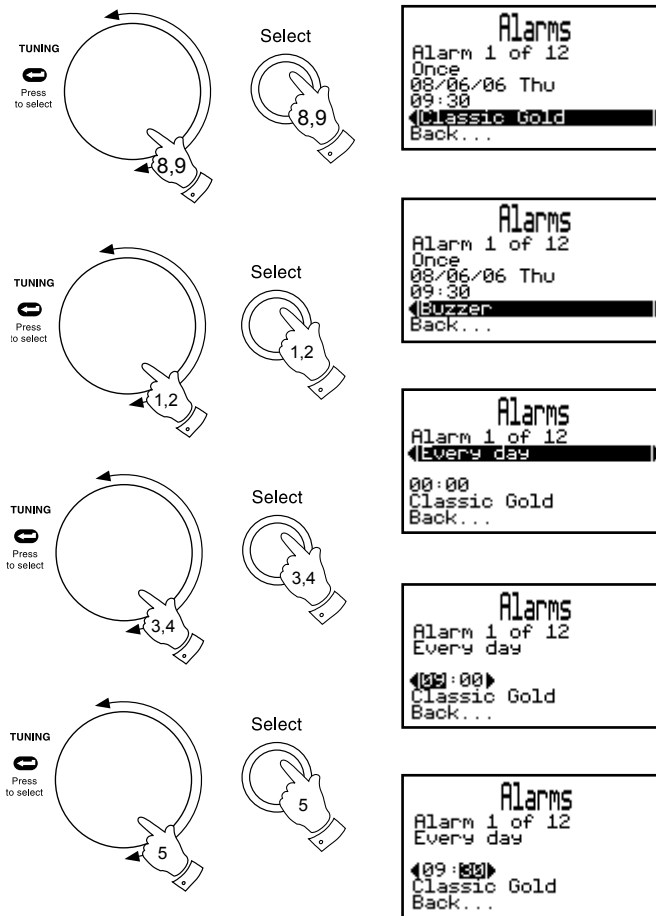 TUNING
Press
to select
8,9
Select
8,9
Alarms
Alarm 1 of 12
Once
08/06/06 Thu
09:30
Classic Gold
Back...
TUNING
Press
to select
1,2
Select
1,2
Alarms
Alarm 1 of 12
Once
08/06/06 Thu
09:30
Buzzer
Back...
TUNING
Press
to select
3,4
Select
3,4
Alarms
Alarm 1 of 12
Every day
00:00
Classic Gold
Back...
TUNING
Press
to select
5
Select
5
Alarms
Alarm 1 of 12
Every day
09:00
Classic Gold
Back...
Alarms
Alarm 1 of 12
Every day
09:30
Classic Gold
Back...